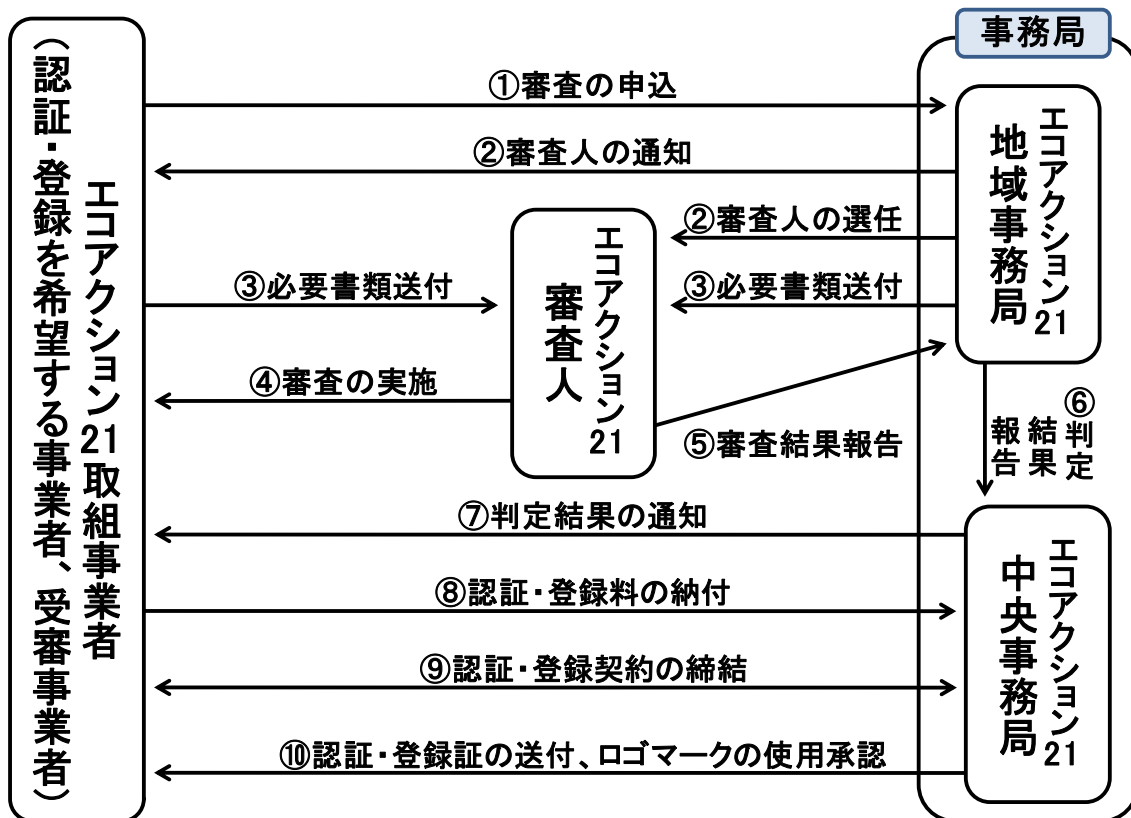 事務局
①審査の申込
②審査人の通知
②審査人の選任
③必要書類送付
③必要書類送付
④審査の実施
⑤審査結果報告
⑥判定
結果
報告
⑦判定結果の通知
⑧認証・登録料の納付
⑨認証・登録契約の締結
⑩認証・登録証の送付、ロゴマークの使用承認
エコアクション21取組事業者
(認証・登録を希望する事業者、受審事業者)
エコアクション21
審査人
エコアクション21
地域事務局
エコアクション21
中央事務局